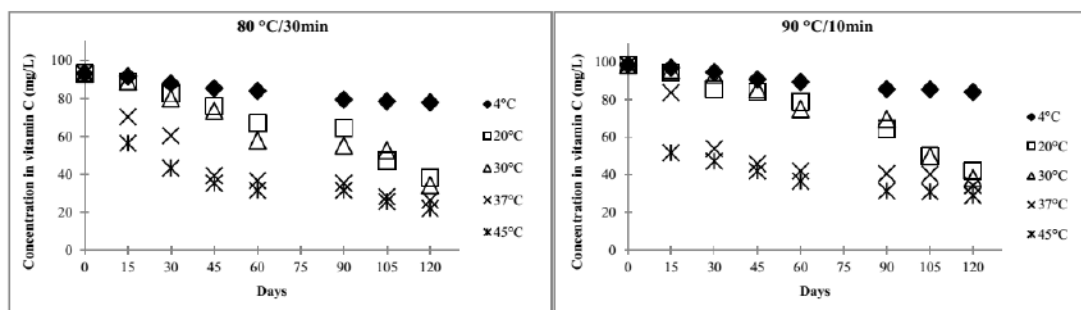 80 °C/30min
Concentration in vitamin C (mg/L)
100
80
60
40
20
0
0 15 30 45 60 90 105 120
Days
4°C
20°C
30°C
37°C
45°C
90 °C/10min
Concentration in vitamin C (mg/L)
100
80
60
40
20
0
0 15 30 45 60 90 105 120
Days
4°C
20°C
30°C
37°C
45°C